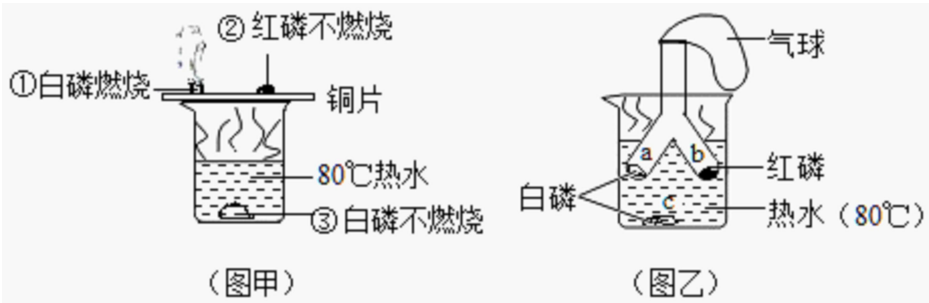 ②红磷不燃烧
①白磷燃烧
铜片
80℃热水
③白磷不燃烧
（图甲）
气球
a
b
红磷
白磷
c
热水（80℃）
（图乙）